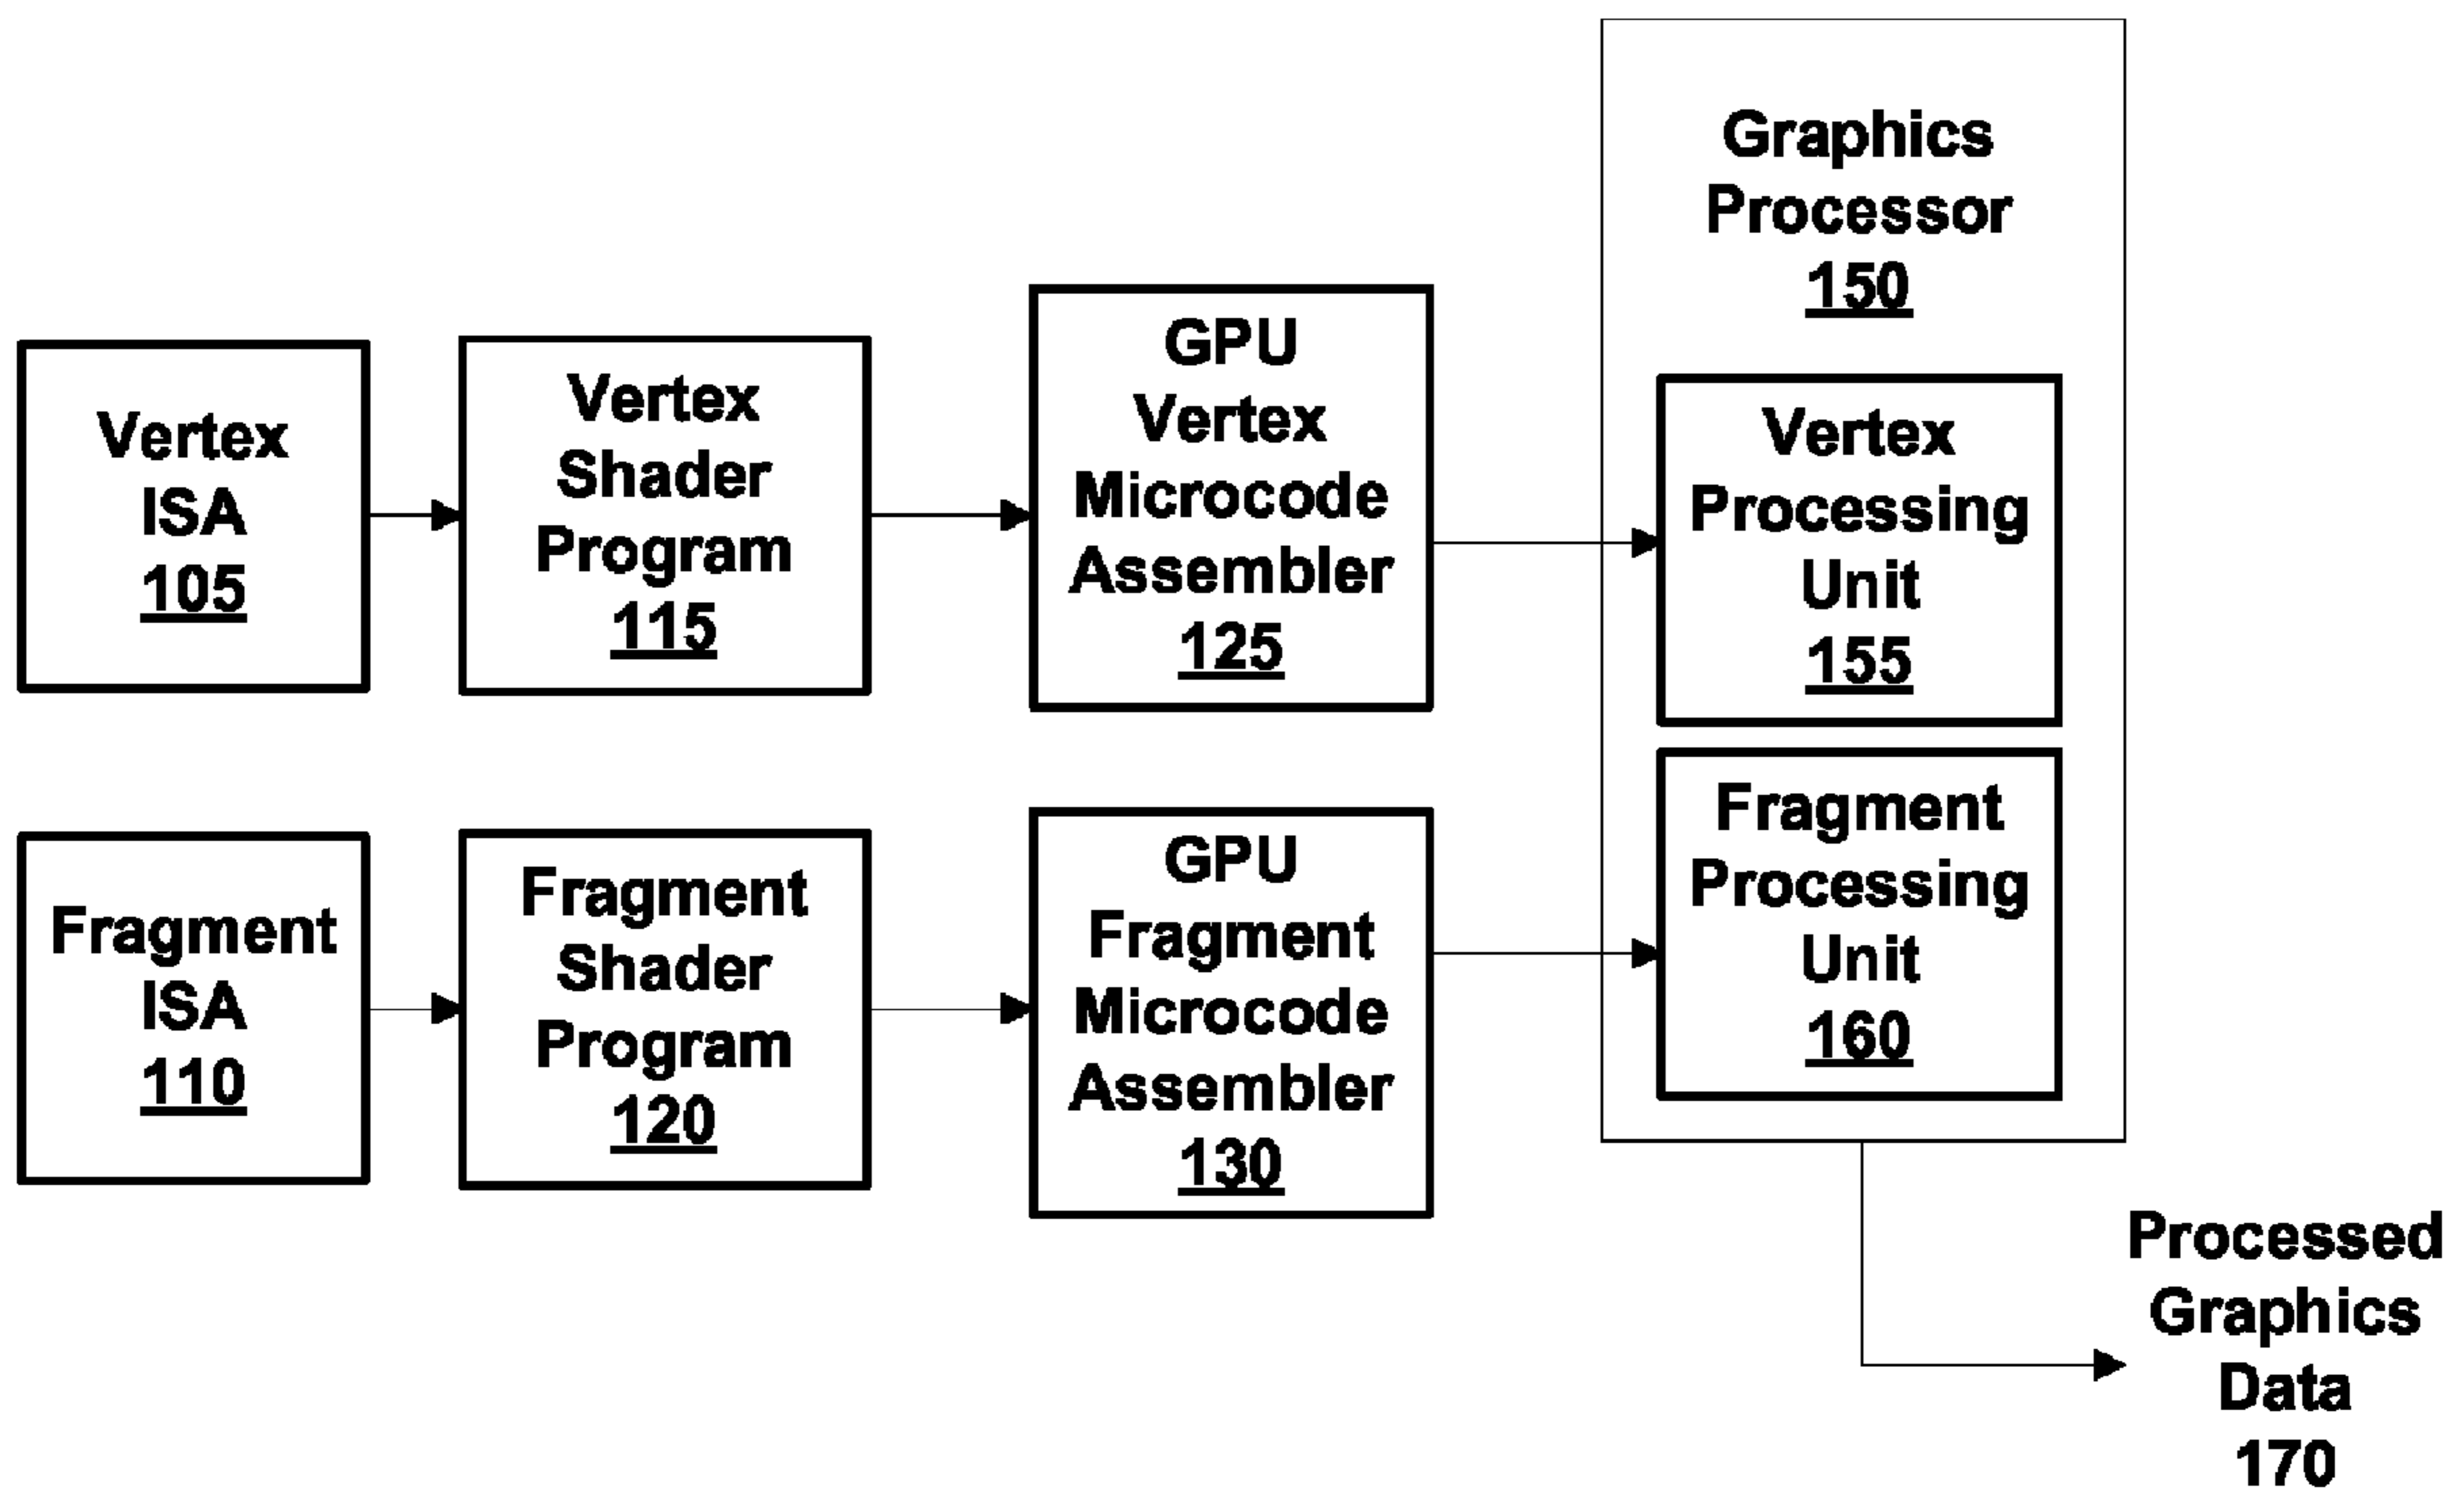 Graphics
Processor
150
Vertex
ISA
105
Vertex
Shader
Program
115
GPU
Vertex
Microcode
Assembler
125
Vertex
Processing
Unit
155
Fragment
ISA
110
Fragment
Shader
Program
120
GPU
Fragment
Microcode
Assembler
130
Fragment
Processing
Unit
160
Processed
Graphics
Data
170